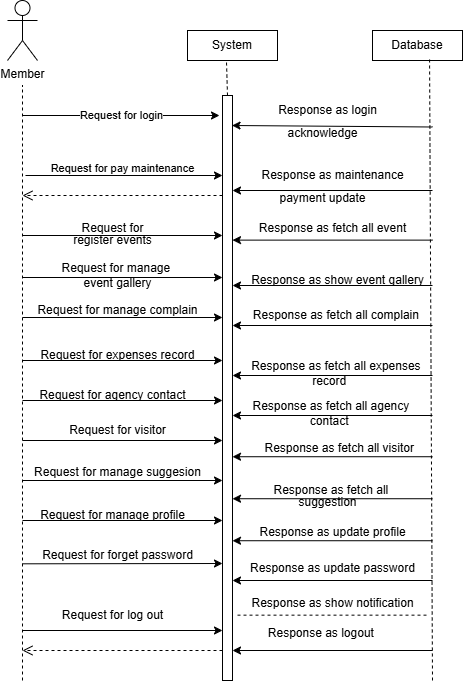 System
Database
Member
Request for login
Response as login
acknowledge
Request for pay maintenance
Response as maintenance
payment update
Request for
register events
Response as fetch all event
Request for manage
event gallery
Response as show event gallery
Request for manage complain
Response as fetch all complain
Request for expenses record
Response as fetch all expenses
record
Request for agency contact
Response as fetch all agency
contact
Request for visitor
Response as fetch all visitor
Request for manage suggesion
Response as fetch all
suggestion
Request for manage profile
Response as update profile
Request for forget password
Response as update password
Response as show notification
Request for log out
Response as logout